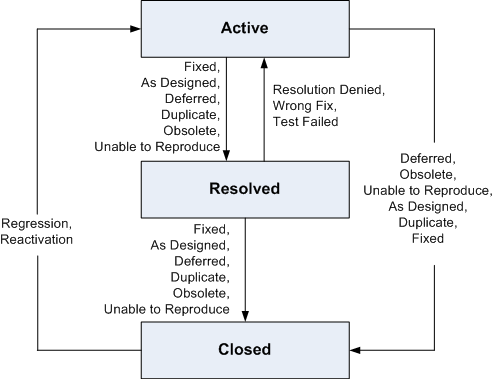 Active
Fixed,
As Designed,
Deferred,
Duplicate,
Obsolete,
Unable to Reproduce
Resolution Denied,
Wrong Fix,
Test Failed
Deferred,
Obsolete,
Unable to Reproduce,
As Designed,
Duplicate,
Fixed
Resolved
Regression,
Reactivation
Fixed,
As Designed,
Deferred,
Duplicate,
Obsolete,
Unable to Reproduce
Closed